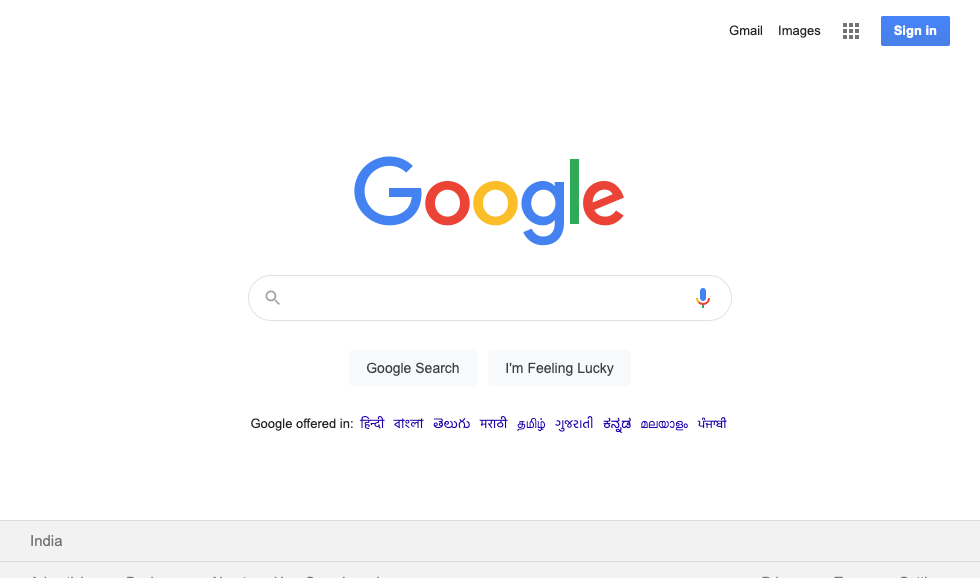 Gmail Images Sign in
Google
Google Search I'm Feeling Lucky
Google offered in: हिन्दी বাংলা తెలుగు मराठी தமிழ் ગુજરાતી ಕನ್ನಡ മലയാളം ਪੰਜਾਬੀ
India